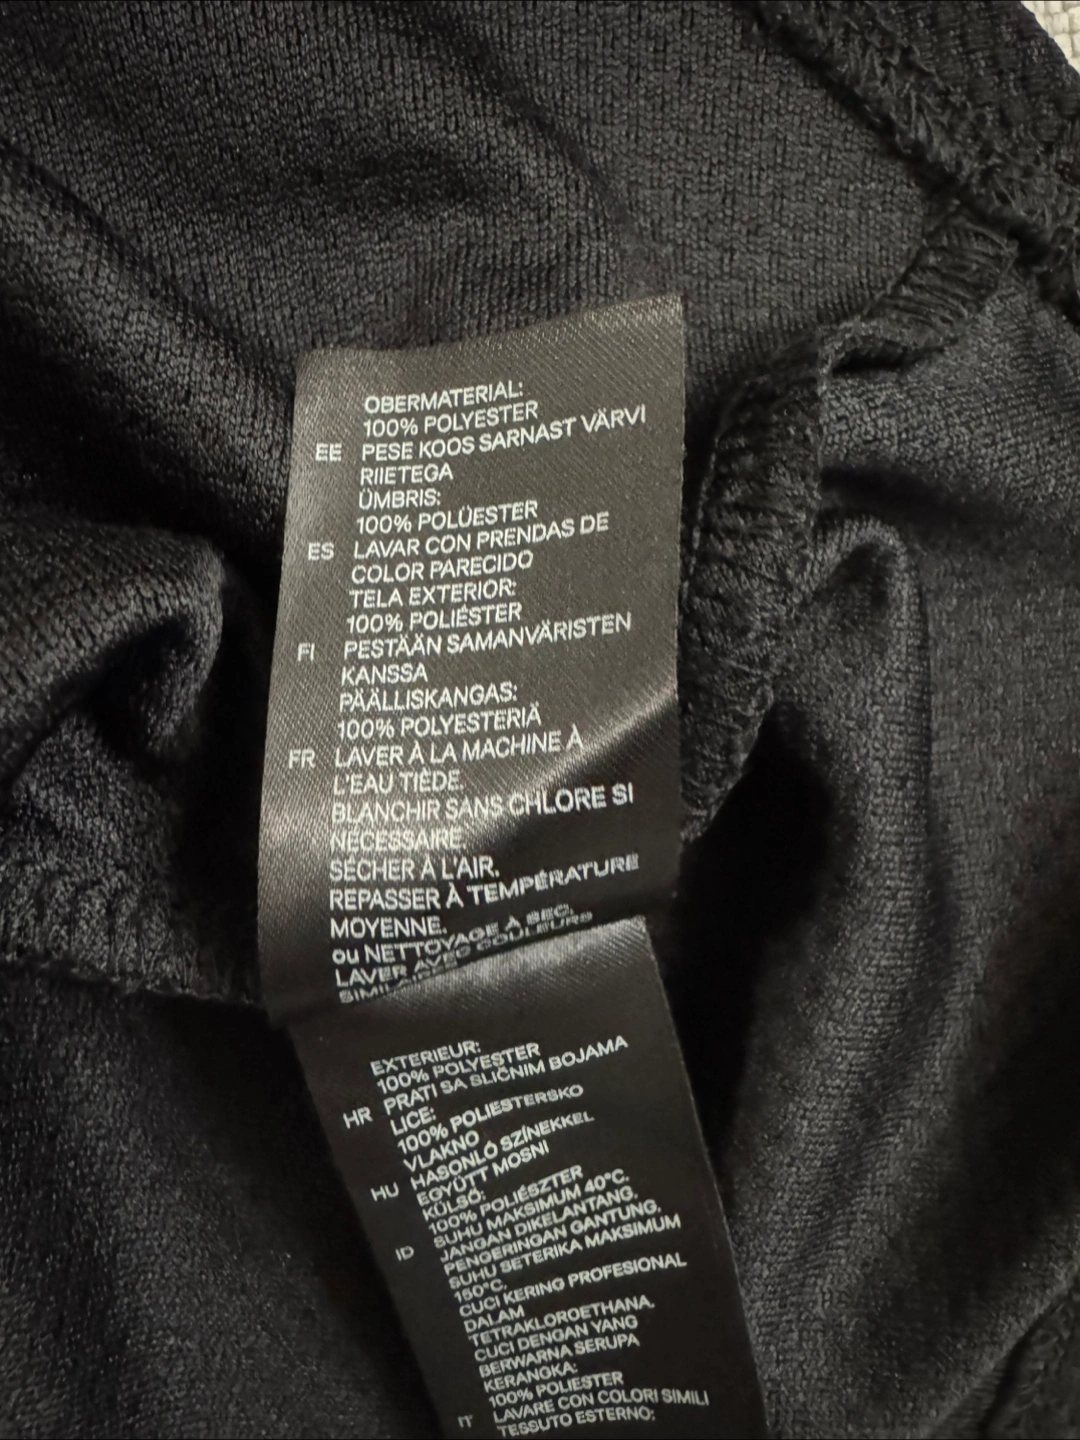 OBERMATERIAL:
100% POLYESTER
EE PESE KOOS SARNAST VÄRVI
RIIETEGA
ÜMBRIS:
100% POLÜESTER
ES LAVAR CON PRENDAS DE
COLOR PARECIDO
TELA EXTERIOR:
100% POLIÉSTER
FI PESTÄÄN SAMANVÄRISTEN
KANSSA
PÄÄLLISKANGAS:
100% POLYESTERIÄ
FR LAVER À LA MACHINE À
L'EAU TIÈDE.
BLANCHIR SANS CHLORE SI
NÉCESSAIRE.
SÉCHER À L'AIR.
REPASSER À TEMPÉRATURE
MOYENNE.
ou NETTOYAGE À SEC.
LAVER AVEC COULEURS
EXTERIEUR:
100% POLYESTER
HR PRATI SA SLIČNIM BOJAMA
LICE:
100% POLIESTERSKO
VLAKNO
HU HASONLÓ SZÍNEKKEL
EGYÜTT MOSNI
KÜLSŐ:
100% POLIÉSZTER
ID SUHU MAKSIMUM 40°C.
JANGAN DIKELANTANG.
PENGERINGAN GANTUNG.
SUHU SETERIKA MAKSIMUM
150°C.
CUCI KERING PROFESIONAL
DALAM
TETRAKLOROETHANA.
CUCI DENGAN YANG
BERWARNA SERUPA
KERANGKA:
100% POLIESTER
IT LAVARE CON COLORI SIMILI
TESSUTO ESTERNO: